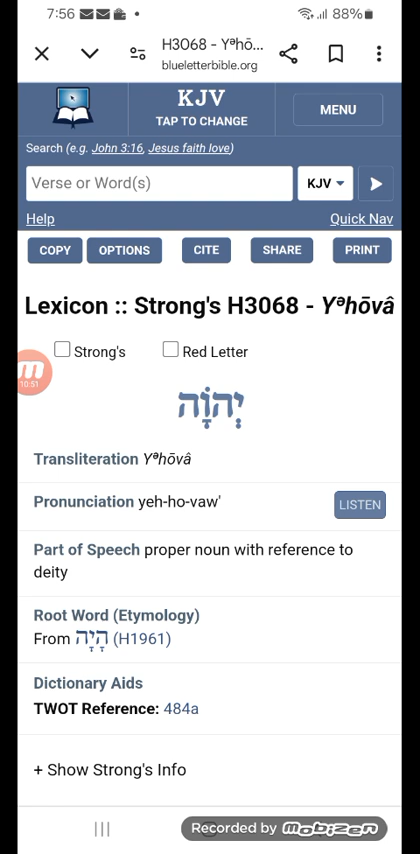 7:56 88%
H3068 - Yᵊhō...
blueletterbible.org
KJV
TAP TO CHANGE
MENU
Search (e.g. John 3:16, Jesus faith love)
Verse or Word(s)
KJV
Help Quick Nav
COPY OPTIONS CITE SHARE PRINT
Lexicon :: Strong's H3068 - Yᵊhōvâ
Strong's Red Letter
m
10:51
יְהֹוָה
Transliteration Yᵊhōvâ
Pronunciation yeh-ho-vaw'
LISTEN
Part of Speech proper noun with reference to
deity
Root Word (Etymology)
From הָיָה (H1961)
Dictionary Aids
TWOT Reference: 484a
+ Show Strong's Info
Recorded by mobizen